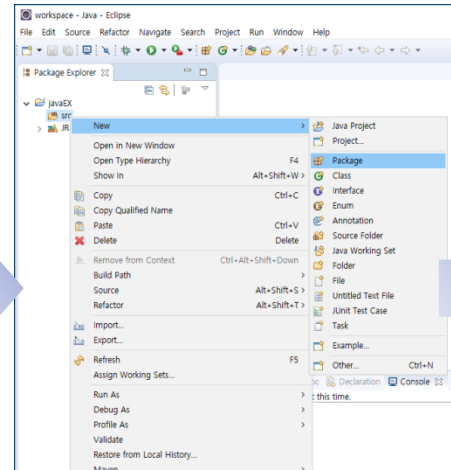 workspace - Java - Eclipse
File Edit Source Refactor Navigate Search Project Run Window Help
Package Explorer
javaEX
src
JR
New >
Open in New Window
Open Type Hierarchy F4
Show In Alt+Shift+W >
Copy Ctrl+C
Copy Qualified Name
Paste Ctrl+V
Delete Delete
Remove from Context Ctrl+Alt+Shift+Down
Build Path >
Source Alt+Shift+S >
Refactor Alt+Shift+T >
Import...
Export...
Refresh F5
Assign Working Sets...
Run As >
Debug As >
Profile As >
Validate
Restore from Local History...
Maven
Java Project
Project...
Package
Class
Interface
Enum
Annotation
Source Folder
Java Working Set
Folder
File
Untitled Text File
JUnit Test Case
Task
Example...
Other... Ctrl+N
Declaration Console
this time.